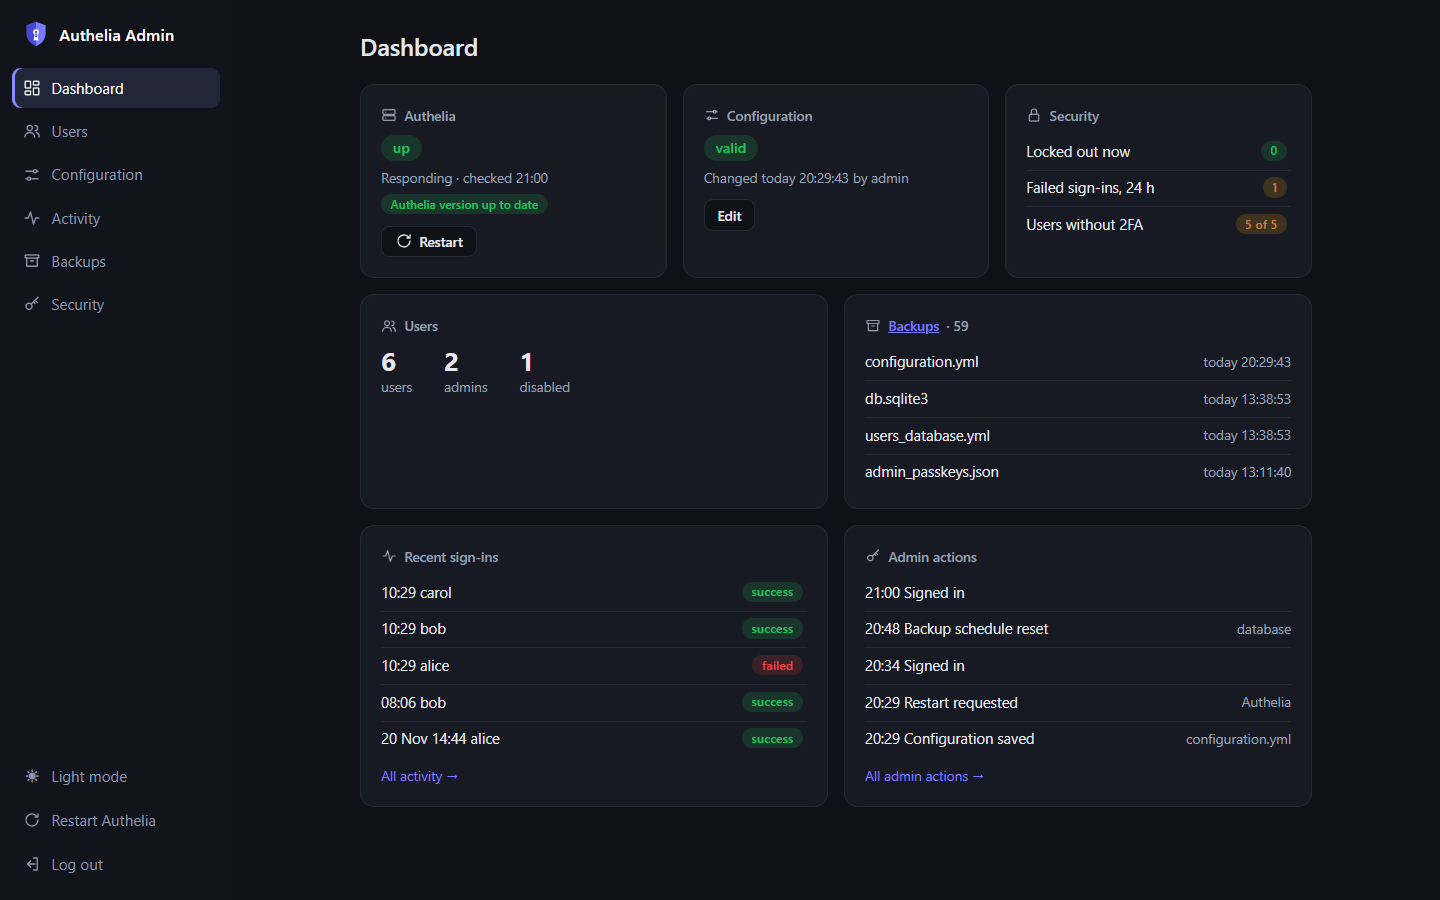 Authelia Admin
Dashboard
Users
Configuration
Activity
Backups
Security
Light mode
Restart Authelia
Log out
Dashboard
Authelia
up
Responding · checked 21:00
Authelia version up to date
Restart
Configuration
valid
Changed today 20:29:43 by admin
Edit
Security
Locked out now 0
Failed sign-ins, 24 h 1
Users without 2FA 5 of 5
Users
6 2 1
users admins disabled
Backups · 59
configuration.yml today 20:29:43
db.sqlite3 today 13:38:53
users_database.yml today 13:38:53
admin_passkeys.json today 13:11:40
Recent sign-ins
10:29 carol success
10:29 bob success
10:29 alice failed
08:06 bob success
20 Nov 14:44 alice success
All activity →
Admin actions
21:00 Signed in
20:48 Backup schedule reset database
20:34 Signed in
20:29 Restart requested Authelia
20:29 Configuration saved configuration.yml
All admin actions →